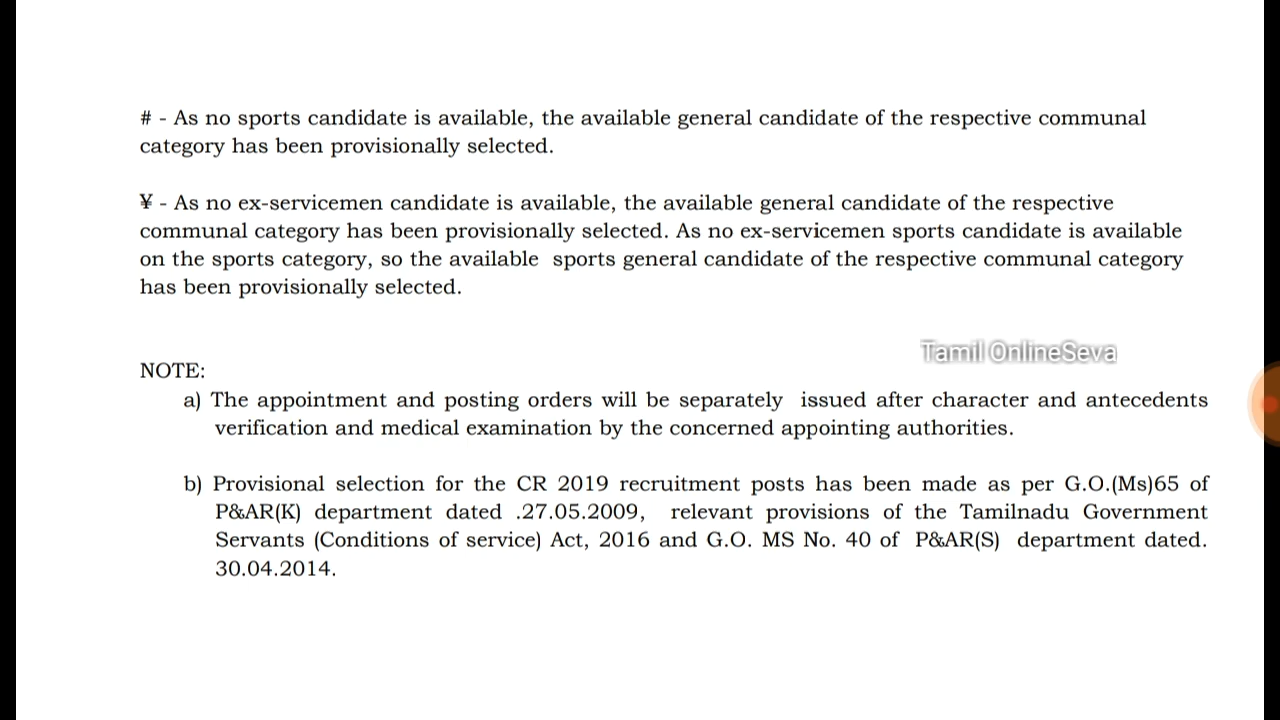 # - As no sports candidate is available, the available general candidate of the respective communal
category has been provisionally selected.
¥ - As no ex-servicemen candidate is available, the available general candidate of the respective
communal category has been provisionally selected. As no ex-servicemen sports candidate is available
on the sports category, so the available  sports general candidate of the respective communal category
has been provisionally selected.
Tamil OnlineSeva
NOTE:
a) The appointment and posting orders will be separately  issued after character and antecedents
verification and medical examination by the concerned appointing authorities.
b) Provisional selection for the CR 2019 recruitment posts has been made as per G.O.(Ms)65 of
P&AR(K) department dated .27.05.2009,  relevant provisions of the Tamilnadu Government
Servants (Conditions of service) Act, 2016 and G.O. MS No. 40 of  P&AR(S)  department dated.
30.04.2014.